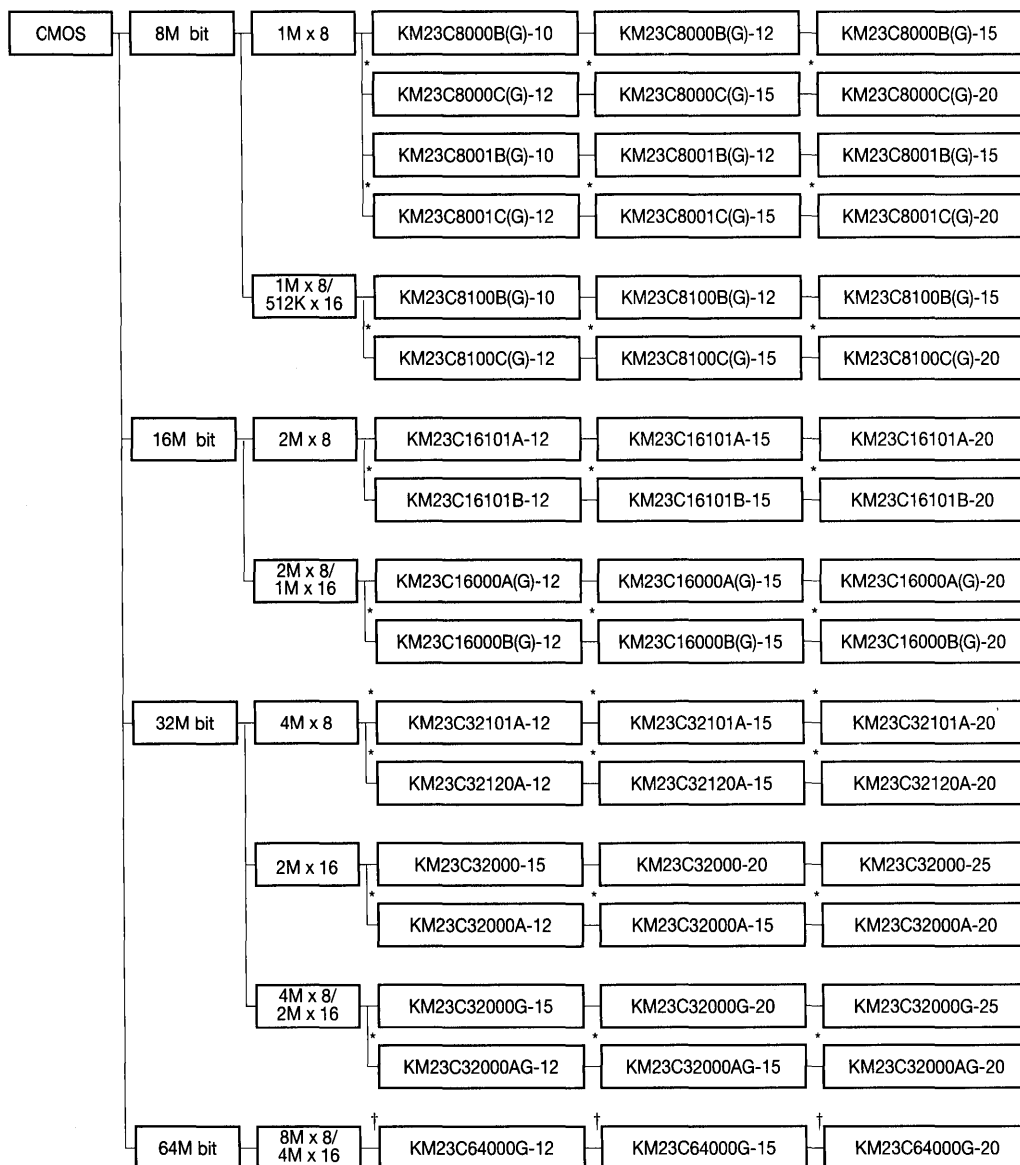 CMOS 8M bit 1M x 8 KM23C8000B(G)-10 KM23C8000B(G)-12 KM23C8000B(G)-15
* * *
KM23C8000C(G)-12 KM23C8000C(G)-15 KM23C8000C(G)-20
KM23C8001B(G)-10 KM23C8001B(G)-12 KM23C8001B(G)-15
* * *
KM23C8001C(G)-12 KM23C8001C(G)-15 KM23C8001C(G)-20
1M x 8/
512K x 16
KM23C8100B(G)-10 KM23C8100B(G)-12 KM23C8100B(G)-15
* * *
KM23C8100C(G)-12 KM23C8100C(G)-15 KM23C8100C(G)-20
16M bit 2M x 8 KM23C16101A-12 KM23C16101A-15 KM23C16101A-20
* * *
KM23C16101B-12 KM23C16101B-15 KM23C16101B-20
2M x 8/
1M x 16
KM23C16000A(G)-12 KM23C16000A(G)-15 KM23C16000A(G)-20
* * *
KM23C16000B(G)-12 KM23C16000B(G)-15 KM23C16000B(G)-20
* * *
32M bit 4M x 8 KM23C32101A-12 KM23C32101A-15 KM23C32101A-20
* * *
KM23C32120A-12 KM23C32120A-15 KM23C32120A-20
2M x 16 KM23C32000-15 KM23C32000-20 KM23C32000-25
* * *
KM23C32000A-12 KM23C32000A-15 KM23C32000A-20
4M x 8/
2M x 16
KM23C32000G-15 KM23C32000G-20 KM23C32000G-25
* * *
KM23C32000AG-12 KM23C32000AG-15 KM23C32000AG-20
† † †
64M bit
8M x 8/
4M x 16
KM23C64000G-12 KM23C64000G-15 KM23C64000G-20